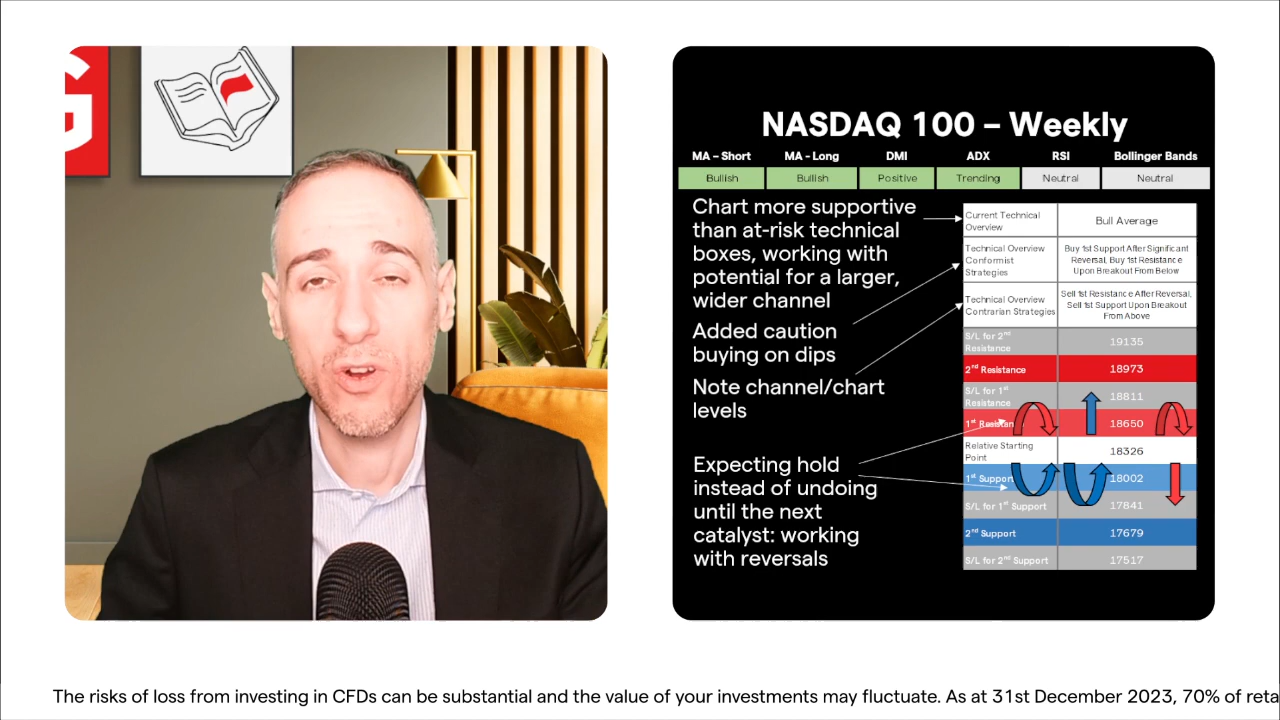 G
NASDAQ 100 – Weekly
MA – Short MA - Long DMI ADX RSI Bollinger Bands
Bullish Bullish Positive Trending Neutral Neutral
Chart more supportive
than at-risk technical
boxes, working with
potential for a larger,
wider channel
Added caution
buying on dips
Note channel/chart
levels
Expecting hold
instead of undoing
until the next
catalyst: working
with reversals
Current Technical
Overview
Bull Average
Technical Overview
Conformist
Strategies
Buy 1st Support After Significant
Reversal, Buy 1st Resistance
Upon Breakout From Below
Technical Overview
Contrarian Strategies
Sell 1st Resistance After Reversal,
Sell 1st Support Upon Breakout
From Above
S/L for 2nd
Resistance
19135
2nd Resistance 18973
S/L for 1st
Resistance
18811
1st Resistan 18650
Relative Starting
Point
18326
1st Support 18002
S/L for 1st Support 17841
2nd Support 17679
S/L for 2nd Support 17517
The risks of loss from investing in CFDs can be substantial and the value of your investments may fluctuate. As at 31st December 2023, 70% of reta